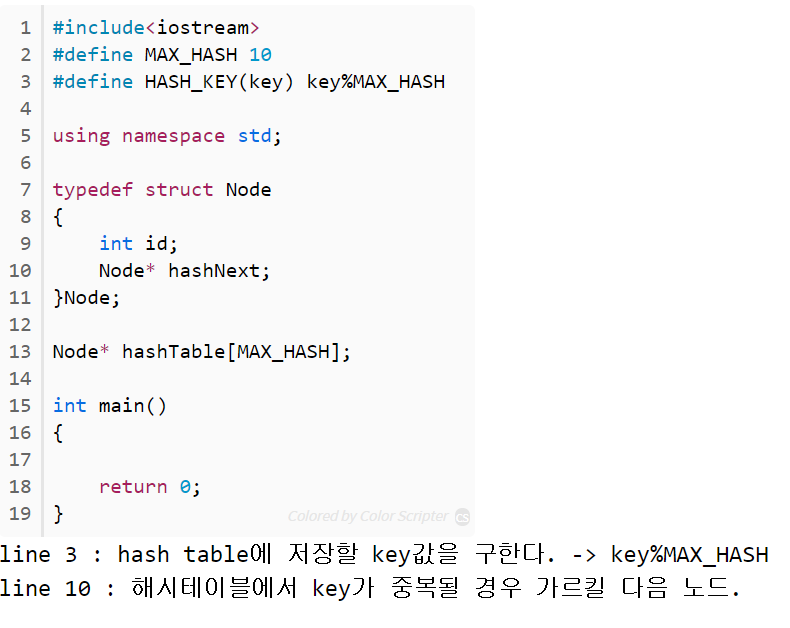 1 #include<iostream>
2 #define MAX_HASH 10
3 #define HASH_KEY(key) key%MAX_HASH
4
5 using namespace std;
6
7 typedef struct Node
8 {
9     int id;
10     Node* hashNext;
11 }Node;
12
13 Node* hashTable[MAX_HASH];
14
15 int main()
16 {
17
18     return 0;
19 }
Colored by Color Scripter cs
line 3 : hash table에 저장할 key값을 구한다. -> key%MAX_HASH
line 10 : 해시테이블에서 key가 중복될 경우 가르킬 다음 노드.